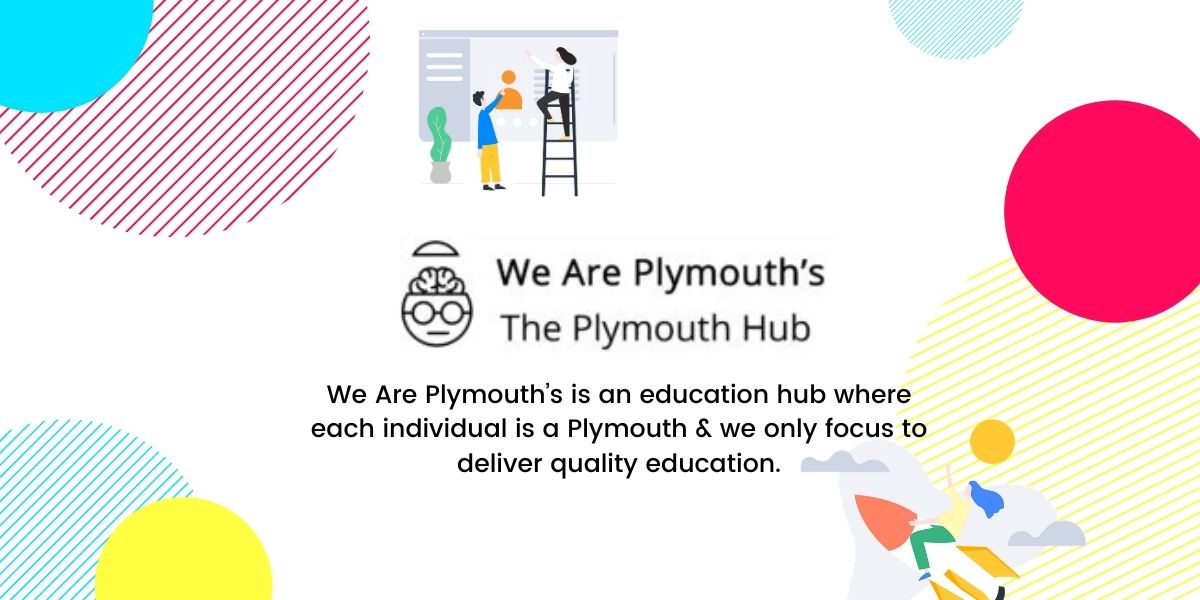 We Are Plymouth's
The Plymouth Hub
We Are Plymouth's is an education hub where
each individual is a Plymouth & we only focus to
deliver quality education.